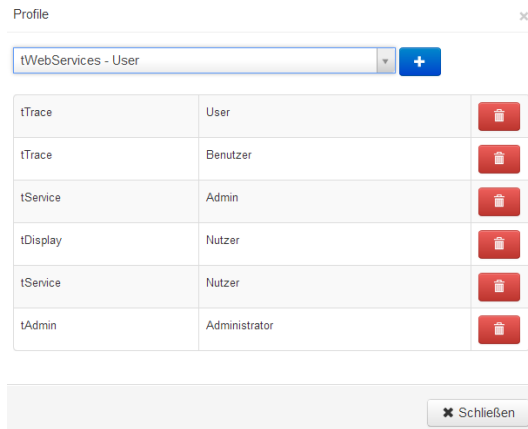 Profile
tWebServices - User
tTrace User
tTrace Benutzer
tService Admin
tDisplay Nutzer
tService Nutzer
tAdmin Administrator
Schließen